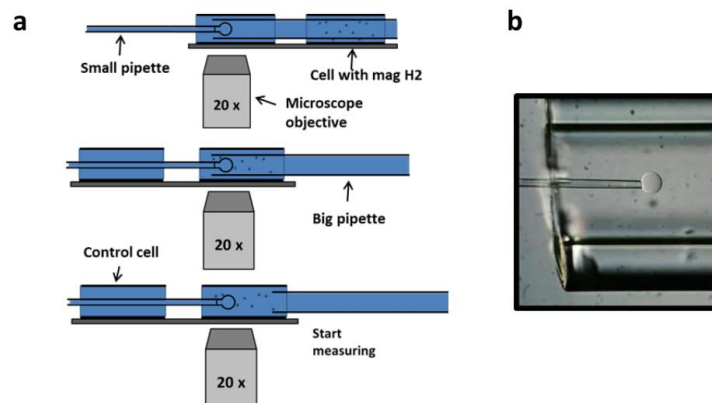 a
b
Small pipette
Cell with mag H2
20 x
Microscope
objective
20 x
Big pipette
Control cell
Start
measuring
20 x